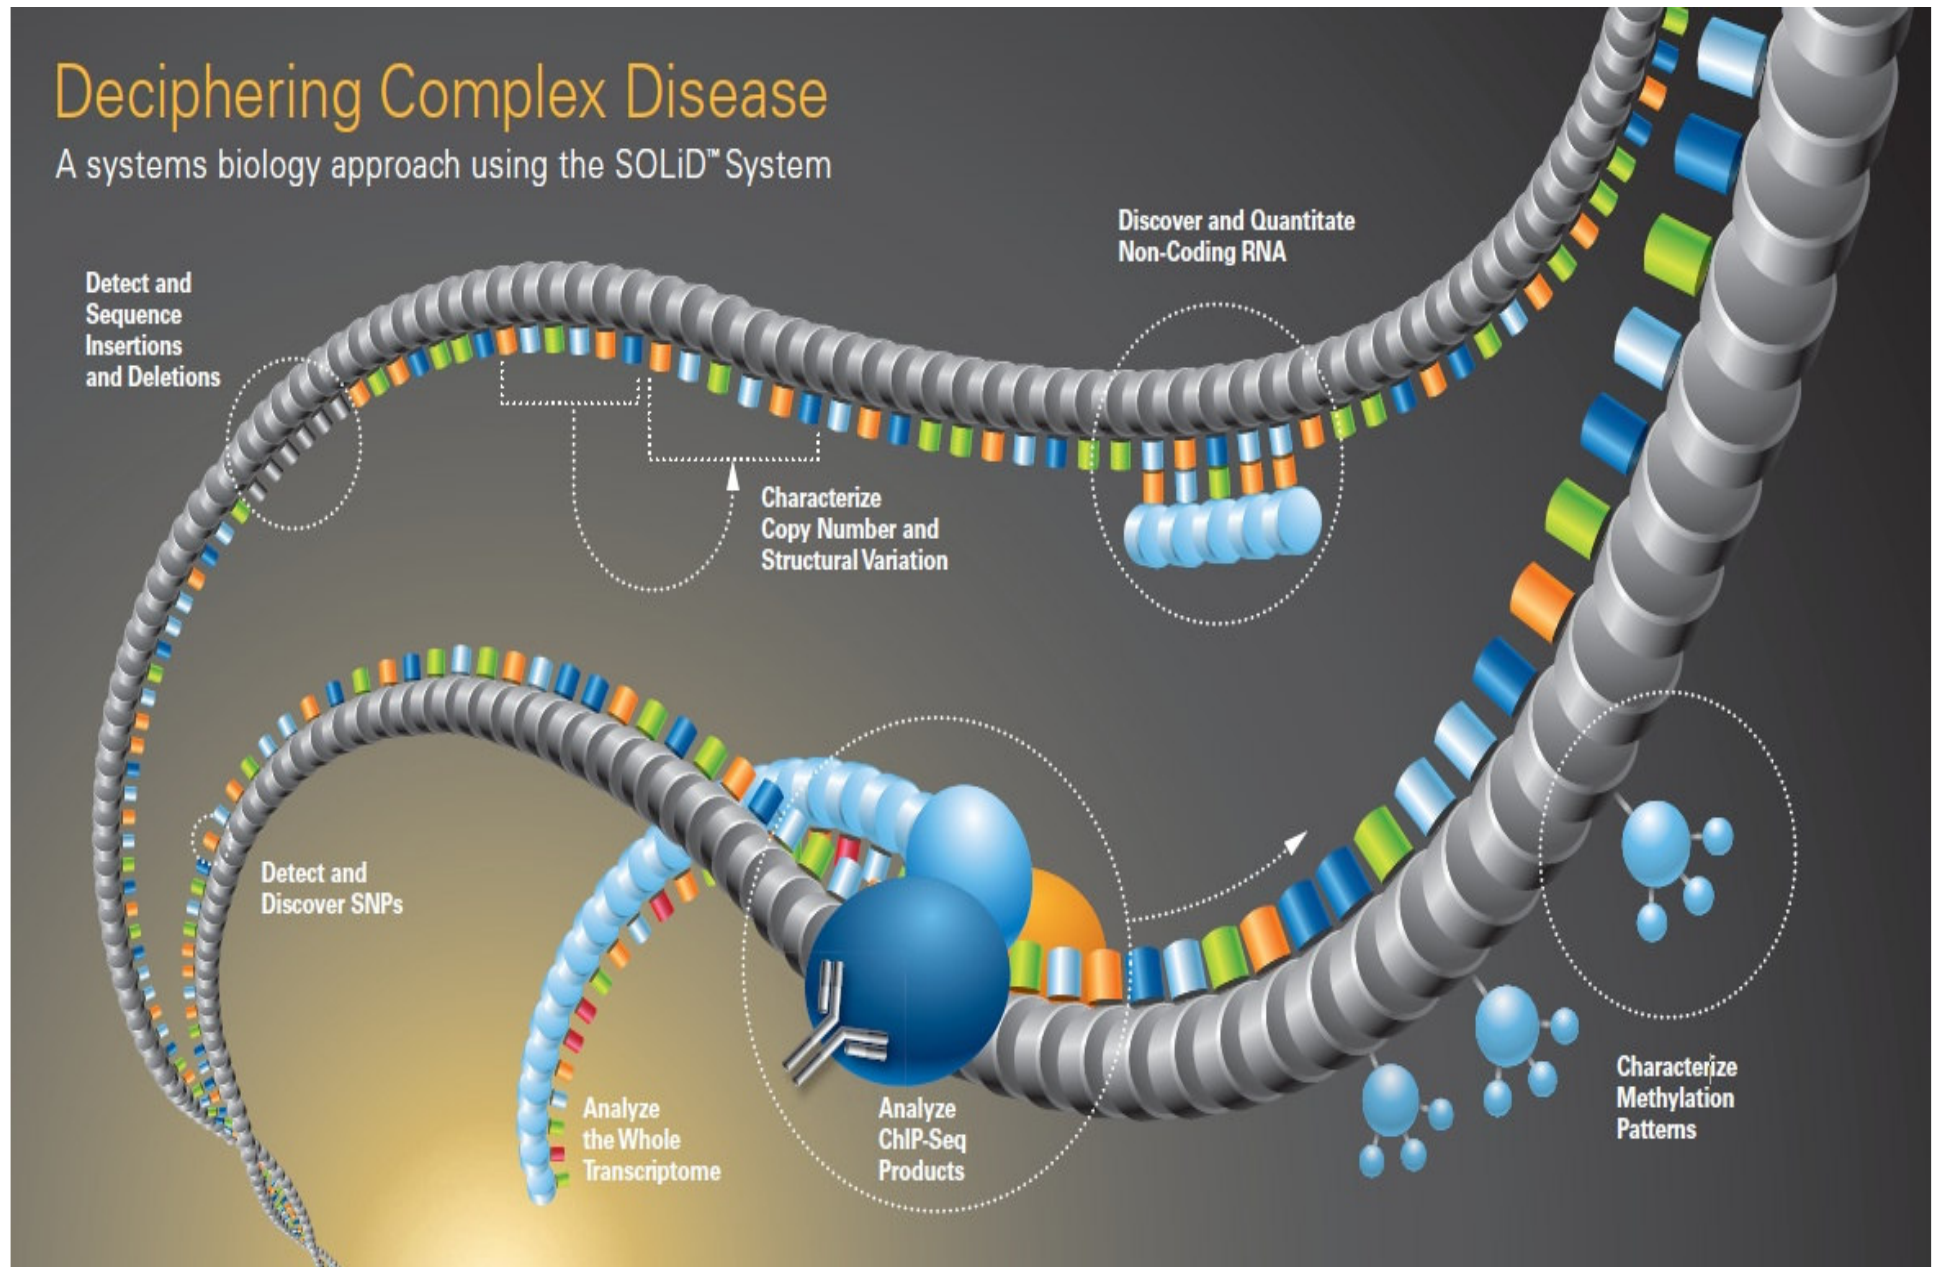 Deciphering Complex Disease
A systems biology approach using the SOLiD™ System
Discover and Quantitate
Non-Coding RNA
Detect and
Sequence
Insertions
and Deletions
Characterize
Copy Number and
Structural Variation
Detect and
Discover SNPs
Analyze
the Whole
Transcriptome
Analyze
ChIP-Seq
Products
Characterize
Methylation
Patterns